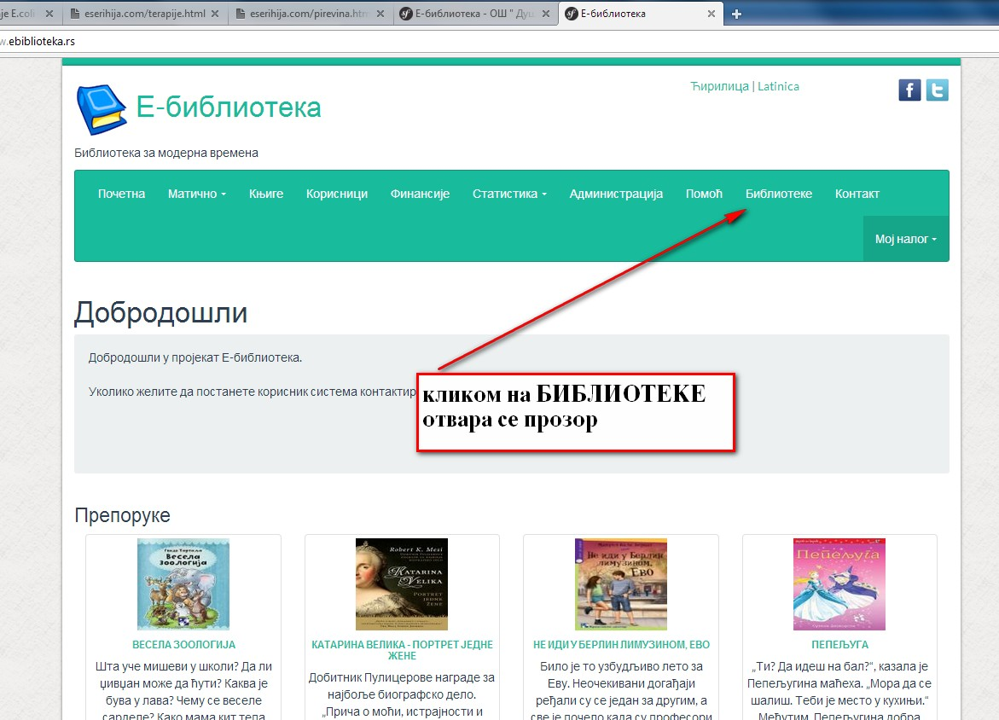 eserihija.com/terapije.html
eserihija.com/pirevina.htm
Е-библиотека - ОШ " Душ
Е-библиотека
w.ebiblioteka.rs
Ћирилица | Latinica
Е-библиотека
Библиотека за модерна времена
Почетна Матично Књиге Корисници Финансије Статистика Администрација Помоћ Библиотеке Контакт
Мој налог
Добродошли
Добродошли у пројекат Е-библиотека.
Уколико желите да постанете корисник система контактир
кликом на БИБЛИОТЕКЕ
отвара се прозор
Препоруке
Весела
зоологија
ВЕСЕЛА ЗООЛОГИЈА
Шта уче мишеви у школи? Да ли
џивџан може да ћути? Каква је
бува у лава? Чему се веселе
сарделе? Како мама кит тепа
Robert K. Mesi
KATARINA
VELIKA
PORTRET
JEDNE
ŽENE
КАТАРИНА ВЕЛИКА - ПОРТРЕТ ЈЕДНЕ
ЖЕНЕ
Добитник Пулицерове награде за
најбоље биографско дело.
„Прича о моћи, истрајности и
Не иди у Берлин
лимузином,
Ево
НЕ ИДИ У БЕРЛИН ЛИМУЗИНОМ, ЕВО
Било је то узбудљиво лето за
Еву. Неочекивани догађаји
ређали су се један за другим, а
све је почело када су професори
Пепељуга
ПЕПЕЉУГА
„Ти? Да идеш на бал?“, казала је
Пепељугина маћеха. „Мора да се
шалиш. Теби је место у кухињи.“
Међутим, Пепељугина добра